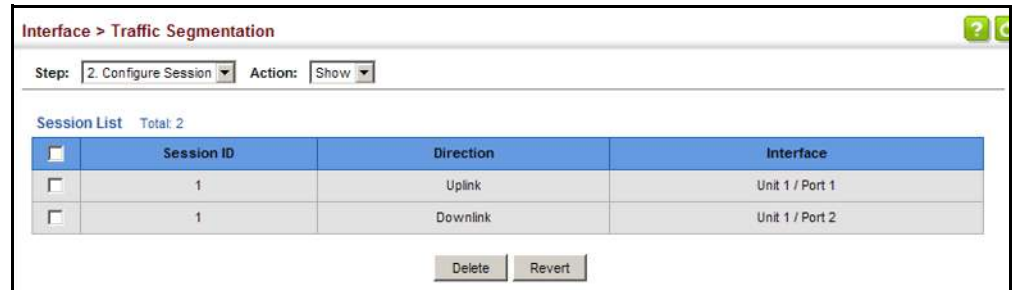 Interface > Traffic Segmentation ?
Step: 2. Configure Session Action: Show
Session List Total: 2
Session ID Direction Interface
1 Uplink Unit 1 / Port 1
1 Downlink Unit 1 / Port 2
Delete Revert